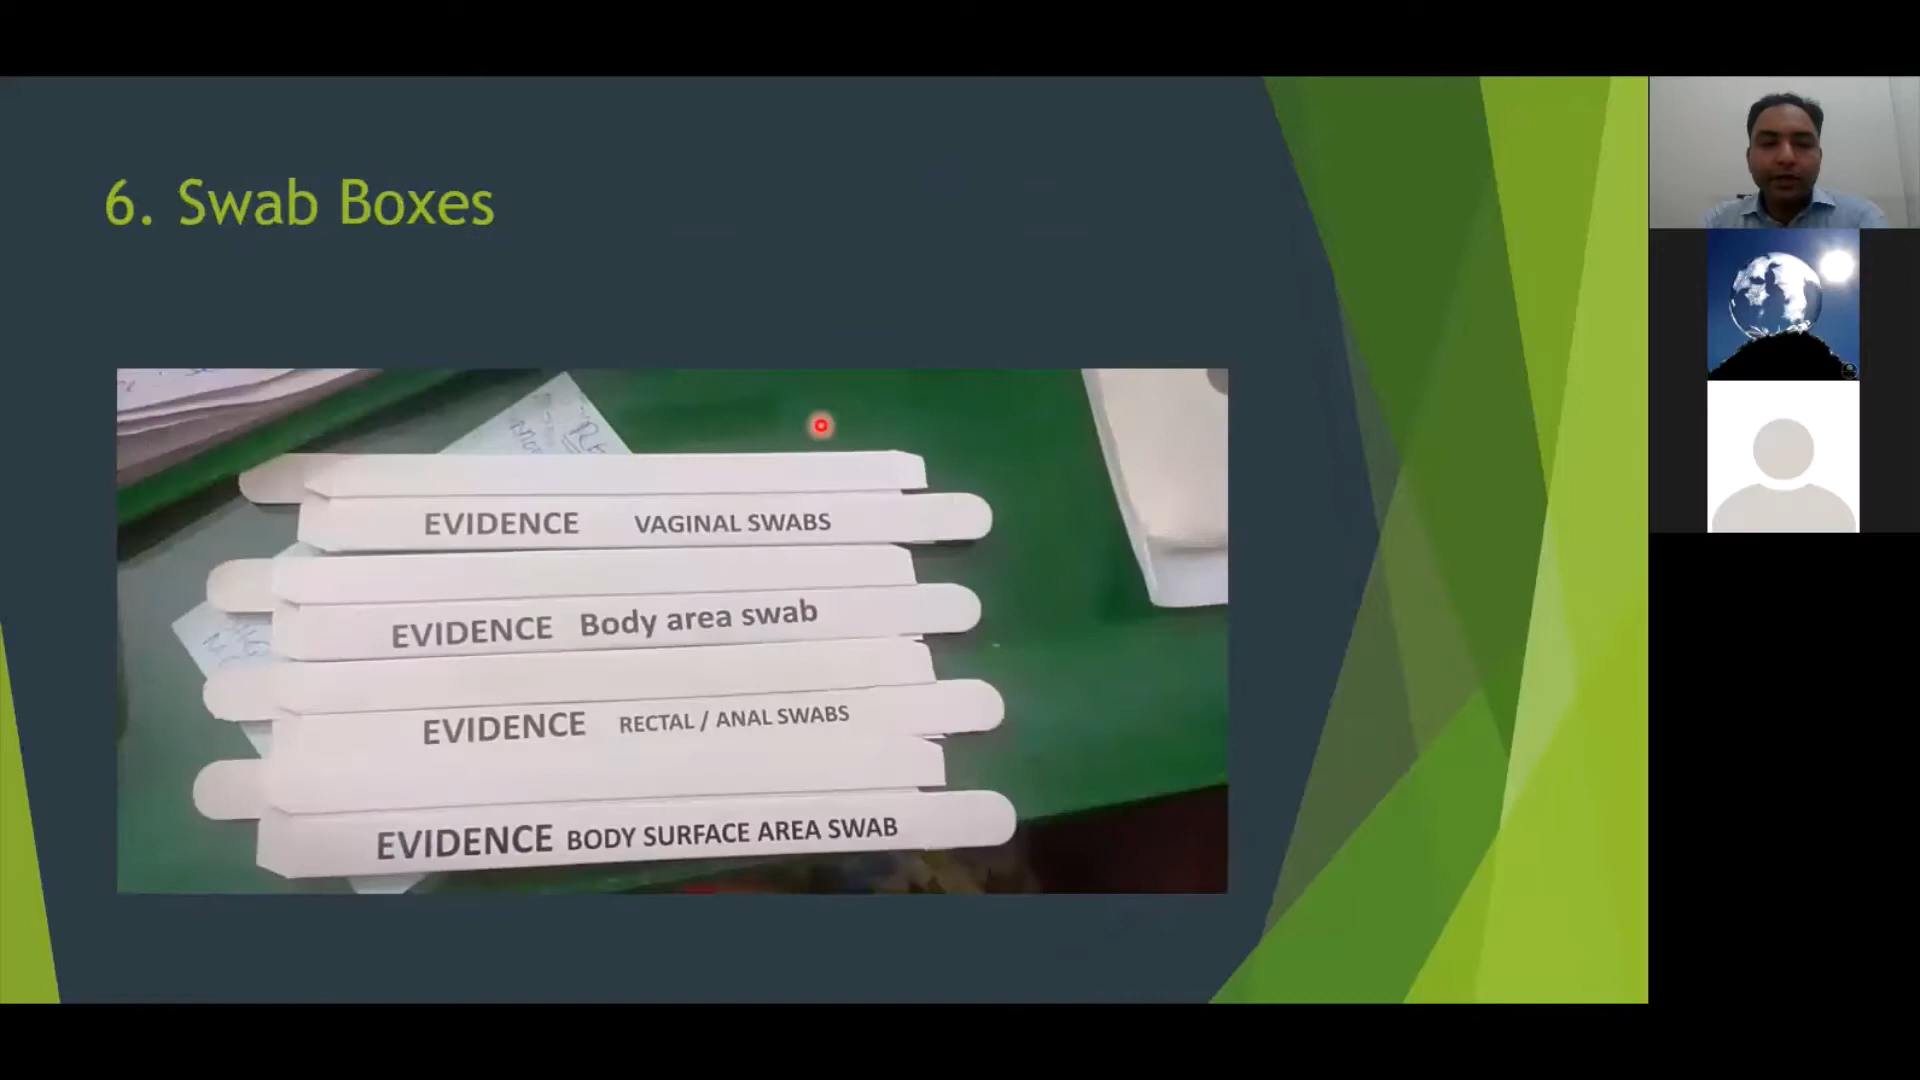 6. Swab Boxes
EVIDENCE VAGINAL SWABS
EVIDENCE Body area swab
EVIDENCE RECTAL / ANAL SWABS
EVIDENCE BODY SURFACE AREA SWAB